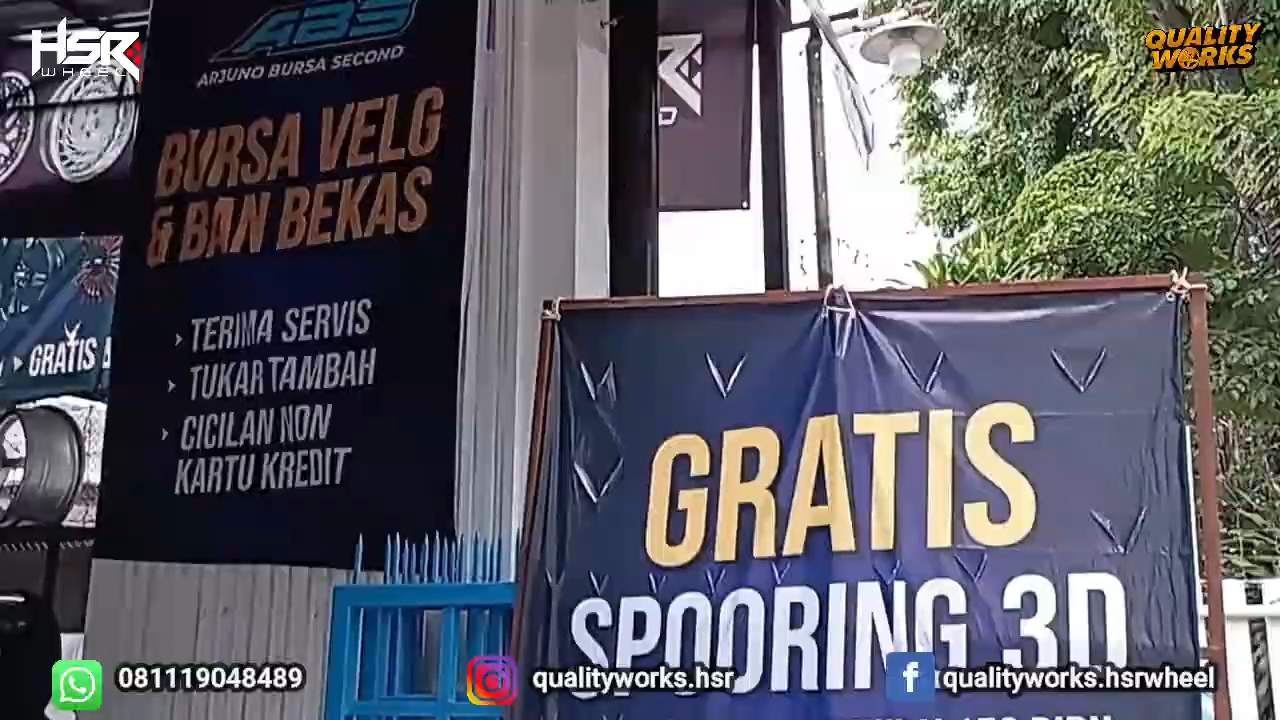 HSR
WHEEL
QUALITY
WORKS
ABS
ARJUNO BURSA SECOND
BURSA VELG
& BAN BEKAS
› TERIMA SERVIS
› TUKAR TAMBAH
› CICILAN NON
KARTU KREDIT
› GRATIS
GRATIS
SPOORING 3D
081119048489
qualityworks.hsr
qualityworks.hsrwheel